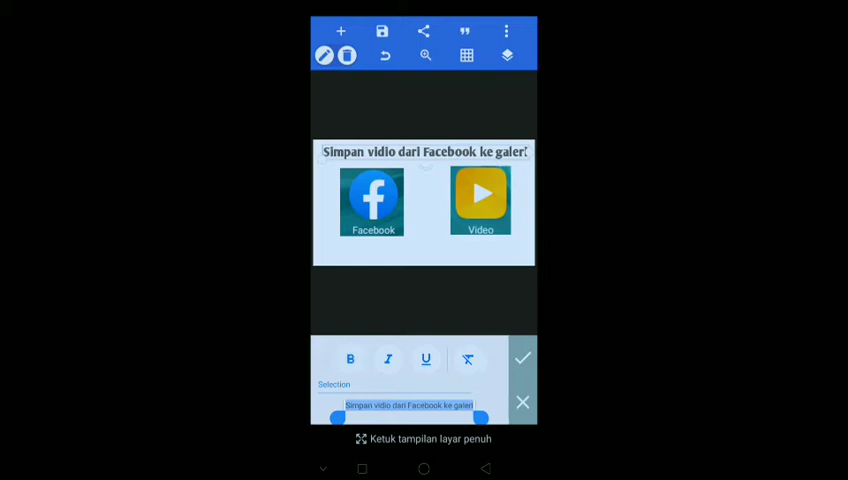 Simpan vidio dari Facebook ke galeri
Facebook
Video
B I U
Selection
Simpan vidio dari Facebook ke galeri
Ketuk tampilan layar penuh